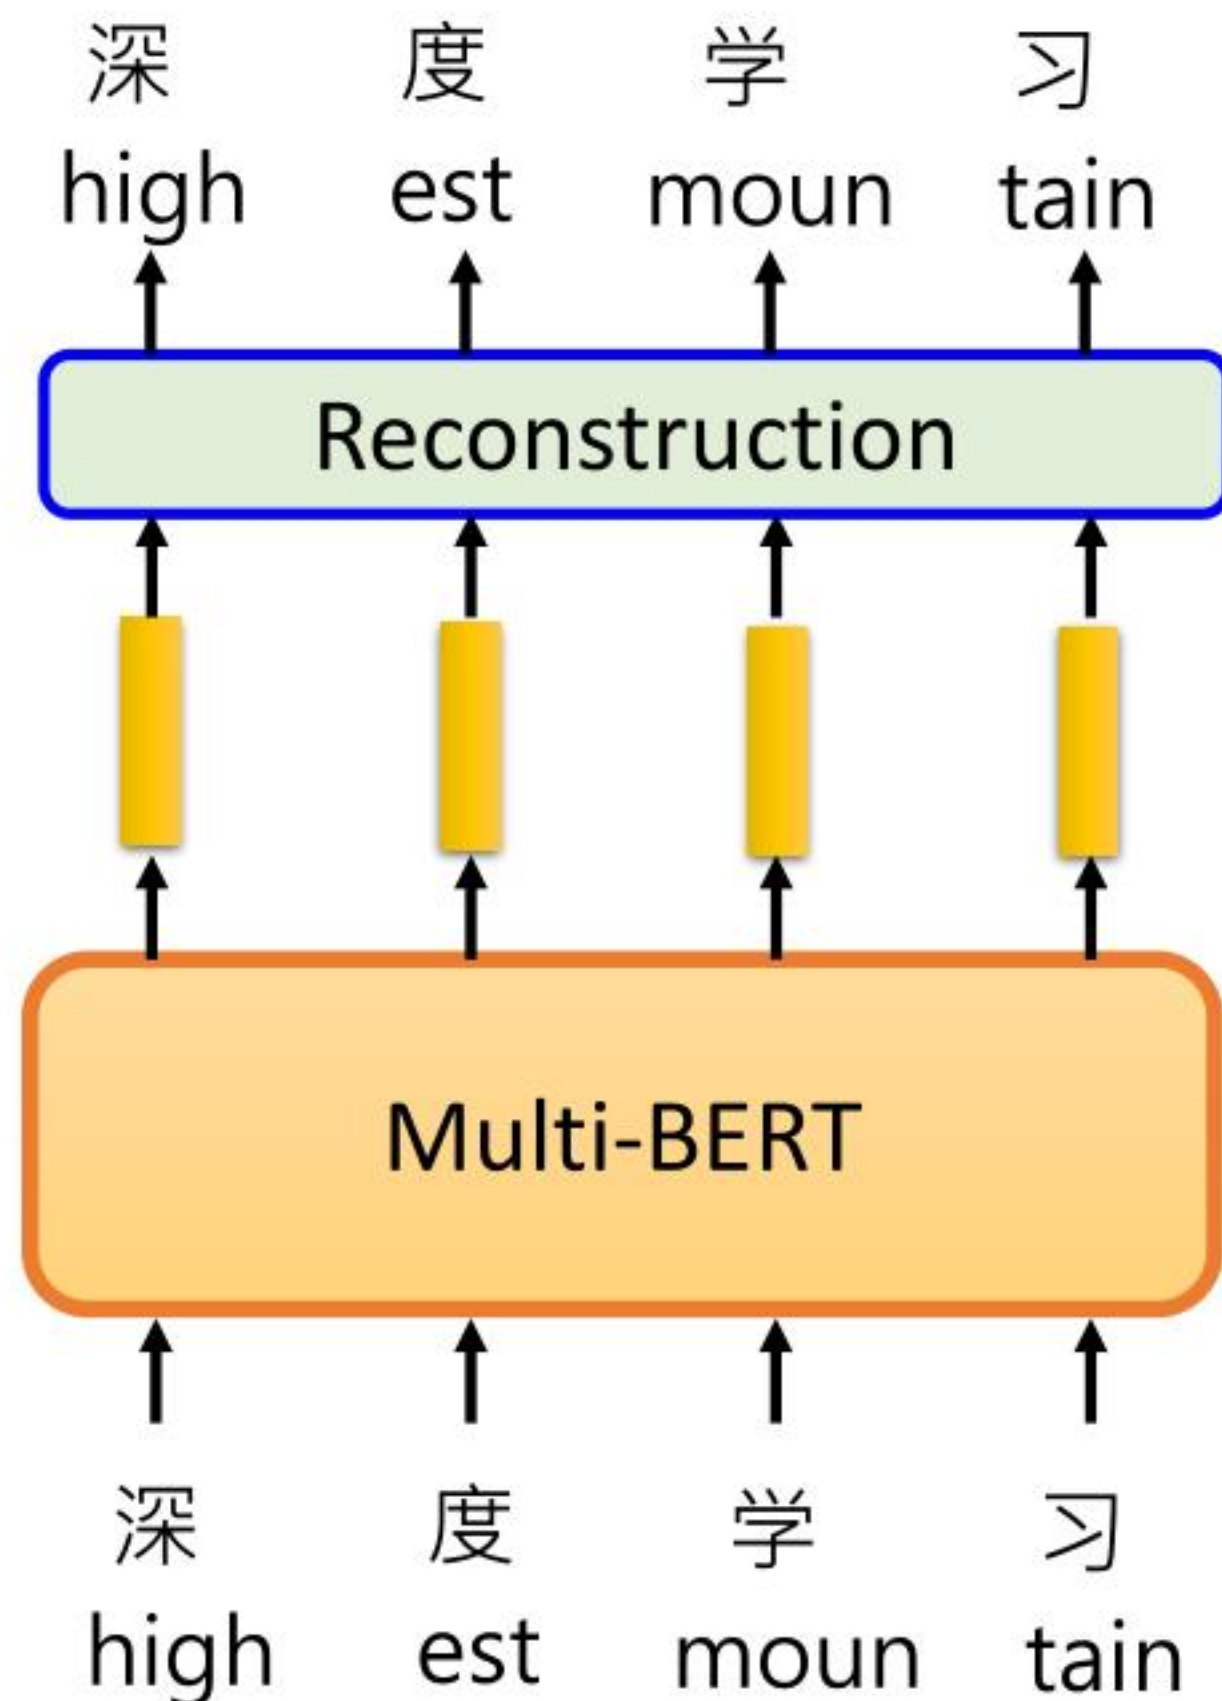 深 度 学 习
high est moun tain
Reconstruction
Multi-BERT
深 度 学 习
high est moun tain